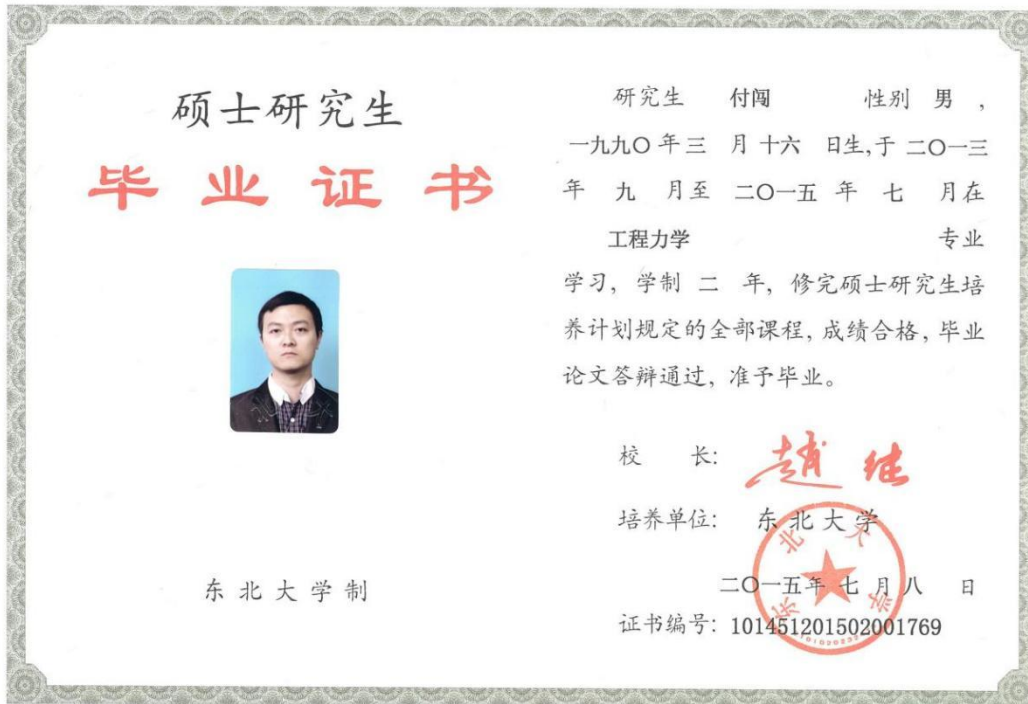 硕士研究生
毕业证书
东北大学制
研究生 付闯 性别 男 ,
一九九〇年三 月十六 日生,于 二〇一三
年 九 月至 二〇一五 年 七 月在
工程力学 专业
学习, 学制 二 年, 修完硕士研究生培
养计划规定的全部课程, 成绩合格, 毕业
论文答辩通过, 准予毕业。
校 长: 赵继
培养单位: 东北大学
二〇一五年 七 月 八 日
证书编号: 101451201502001769
东北大学